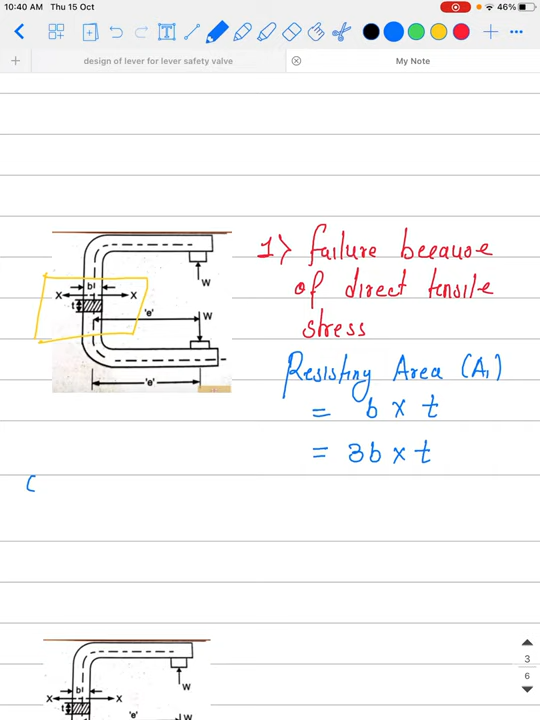 10:40 AM Thu 15 Oct
46%
design of lever for lever safety valve
My Note
1> failure because
of direct tensile
stress
Resisting Area (A1)
= b x t
= 3b x t
b
X X
t
'e'
W
W
'e'
(
3
6
b
X X
t
'e'
W
W